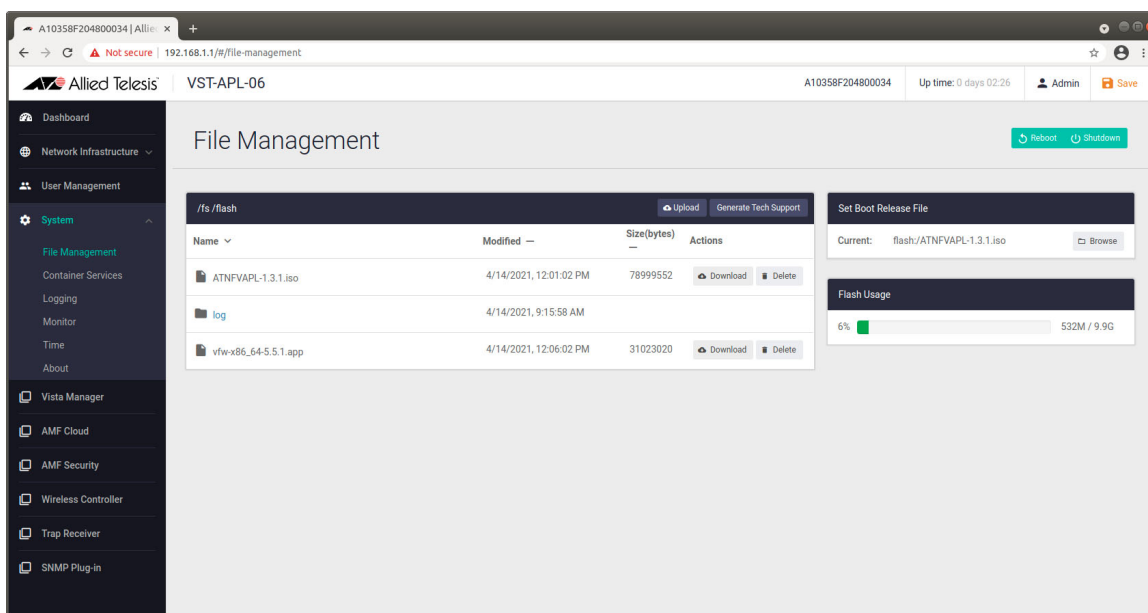 A10358F204800034 | Allie
Not secure | 192.168.1.1/#/file-management
Allied Telesis
VST-APL-06
A10358F204800034
Up time: 0 days 02:26
Admin
Save
Dashboard
Network Infrastructure
User Management
System
File Management
Container Services
Logging
Monitor
Time
About
Vista Manager
AMF Cloud
AMF Security
Wireless Controller
Trap Receiver
SNMP Plug-in
File Management
Reboot Shutdown
/fs /flash Upload Generate Tech Support
Name Modified Size(bytes) Actions
ATNFVAPL-1.3.1.iso 4/14/2021, 12:01:02 PM 78999552 Download Delete
log 4/14/2021, 9:15:58 AM
vfw-x86_64-5.5.1.app 4/14/2021, 12:06:02 PM 31023020 Download Delete
Set Boot Release File
Current: flash:/ATNFVAPL-1.3.1.iso Browse
Flash Usage
6% 532M / 9.9G